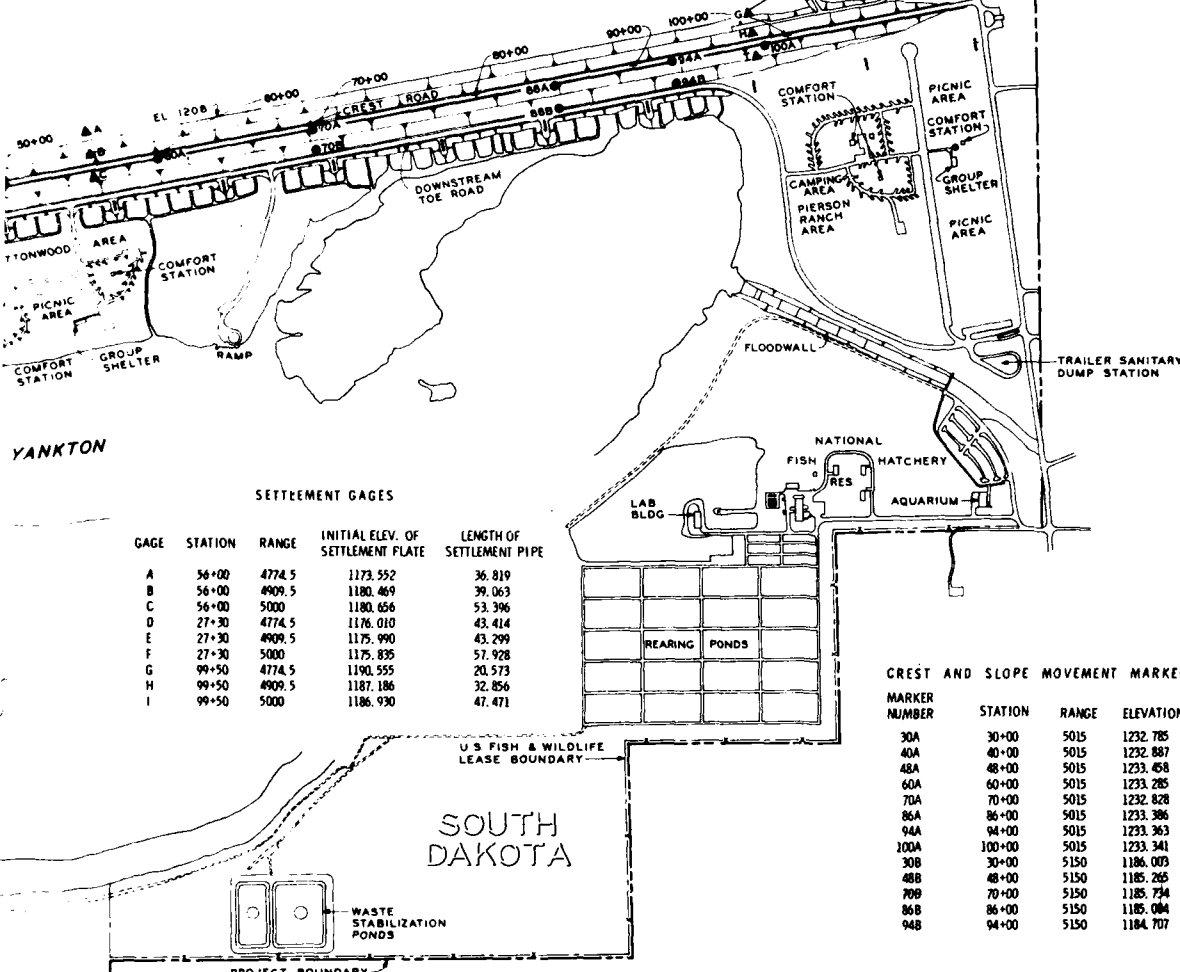 G
100+00
90+00
H
I
100A
80+00
94A
70+00
CREST ROAD
88A
94B
60+00
EL 1208
88B
70A
50+00
A
B
60A
70B
C
DOWNSTREAM
TOE ROAD
COMFORT
STATION
PICNIC
AREA
COMFORT
STATION
CAMPING
AREA
GROUP
SHELTER
PIERSON
RANCH
AREA
PICNIC
AREA
TTONWOOD AREA
COMFORT
STATION
PICNIC
AREA
COMFORT
STATION
GROUP
SHELTER
RAMP
FLOODWALL
TRAILER SANITARY
DUMP STATION
YANKTON
NATIONAL
FISH HATCHERY
RES
AQUARIUM
LAB
BLDG
SETTLEMENT GAGES
GAGE STATION RANGE INITIAL ELEV. OF SETTLEMENT PLATE LENGTH OF SETTLEMENT PIPE
A 56+00 4774.5 1173.552 36.819
B 56+00 4909.5 1180.469 39.063
C 56+00 5000 1180.656 53.396
D 27+30 4774.5 1176.010 43.414
E 27+30 4909.5 1175.990 43.299
F 27+30 5000 1175.835 57.928
G 99+50 4774.5 1190.555 20.573
H 99+50 4909.5 1187.186 32.856
I 99+50 5000 1186.930 47.471
REARING PONDS
U S FISH & WILDLIFE
LEASE BOUNDARY
SOUTH
DAKOTA
WASTE
STABILIZATION
PONDS
PROJECT BOUNDARY
CREST AND SLOPE MOVEMENT MARKE
MARKER NUMBER STATION RANGE ELEVATION
30A 30+00 5015 1232.785
40A 40+00 5015 1232.887
48A 48+00 5015 1233.458
60A 60+00 5015 1233.285
70A 70+00 5015 1232.828
86A 86+00 5015 1233.386
94A 94+00 5015 1233.363
100A 100+00 5015 1233.341
30B 30+00 5150 1186.003
48B 48+00 5150 1185.265
70B 70+00 5150 1185.734
86B 86+00 5150 1185.084
94B 94+00 5150 1184.707